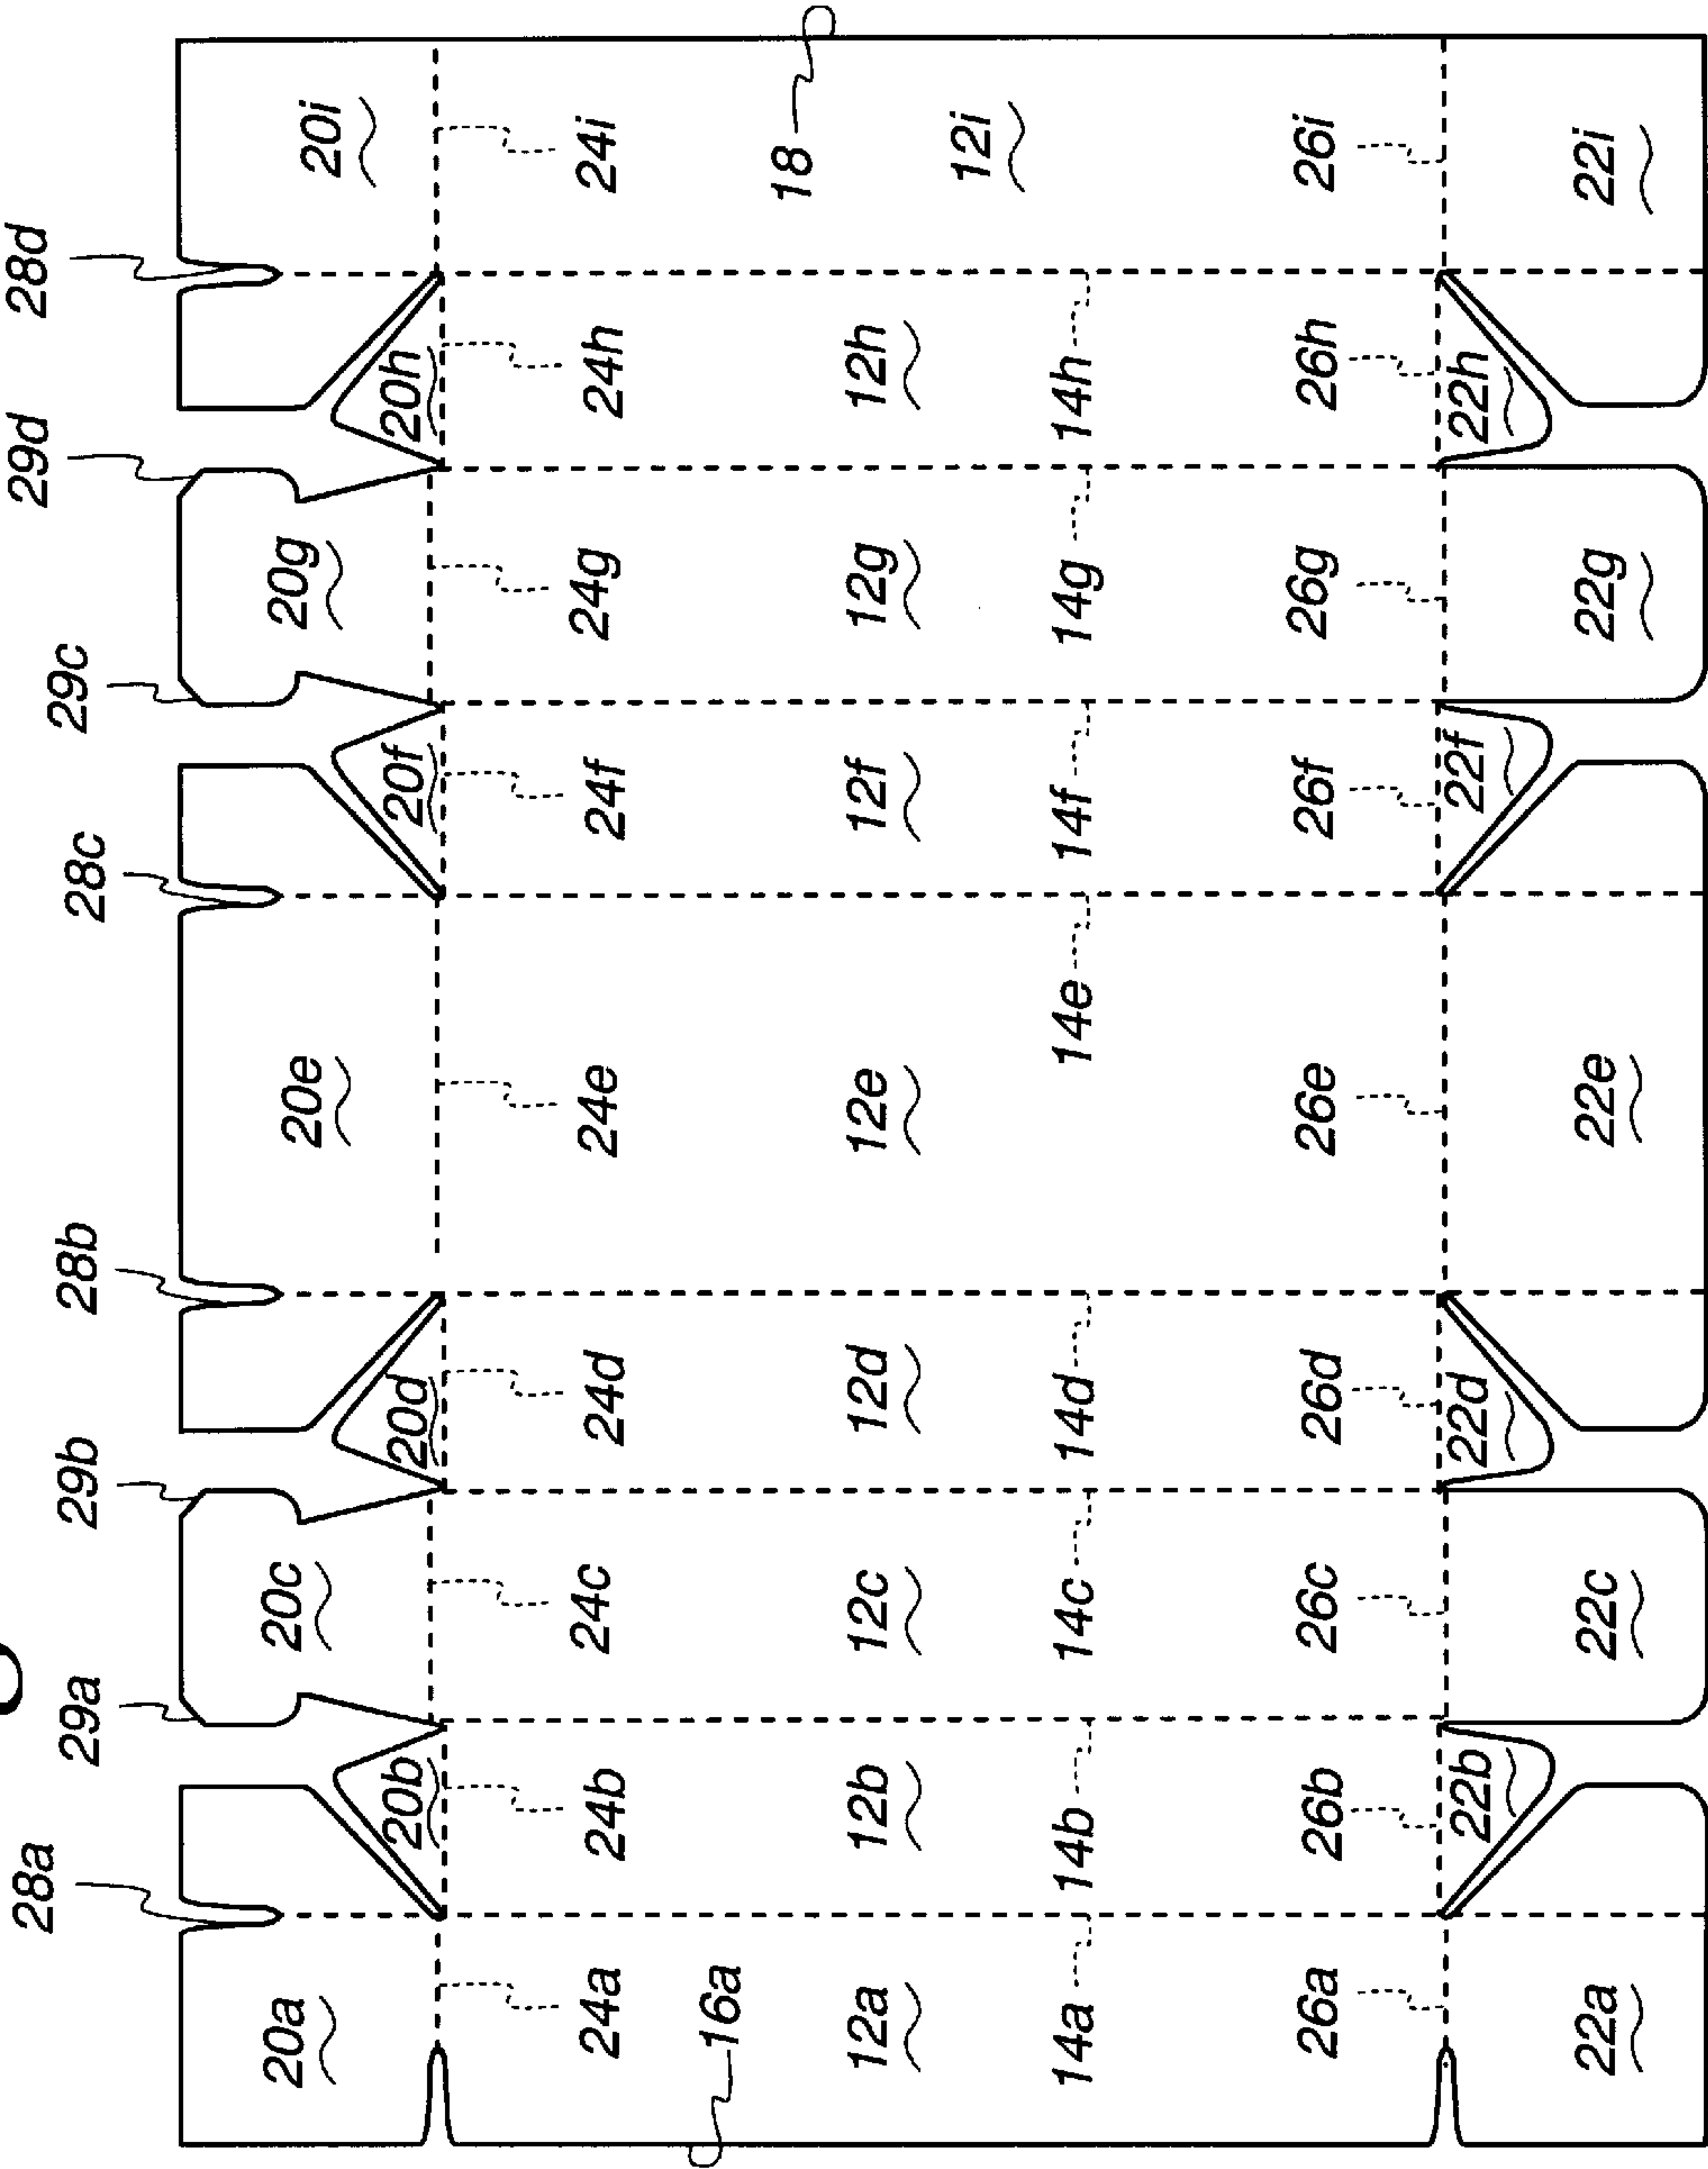 28a 29a 29b 28b 28c 29c 29d 28d
20a 20c 20e 20g 20i
20b 20d 20f 20h
24a 24b 24c 24d 24e 24f 24g 24h 24i
16a 18
12a 12b 12c 12d 12e 12f 12g 12h 12i
14a 14b 14c 14d 14e 14f 14g 14h
26a 26b 26c 26d 26e 26f 26g 26h 26i
22b 22d 22f 22h
22a 22c 22e 22g 22i